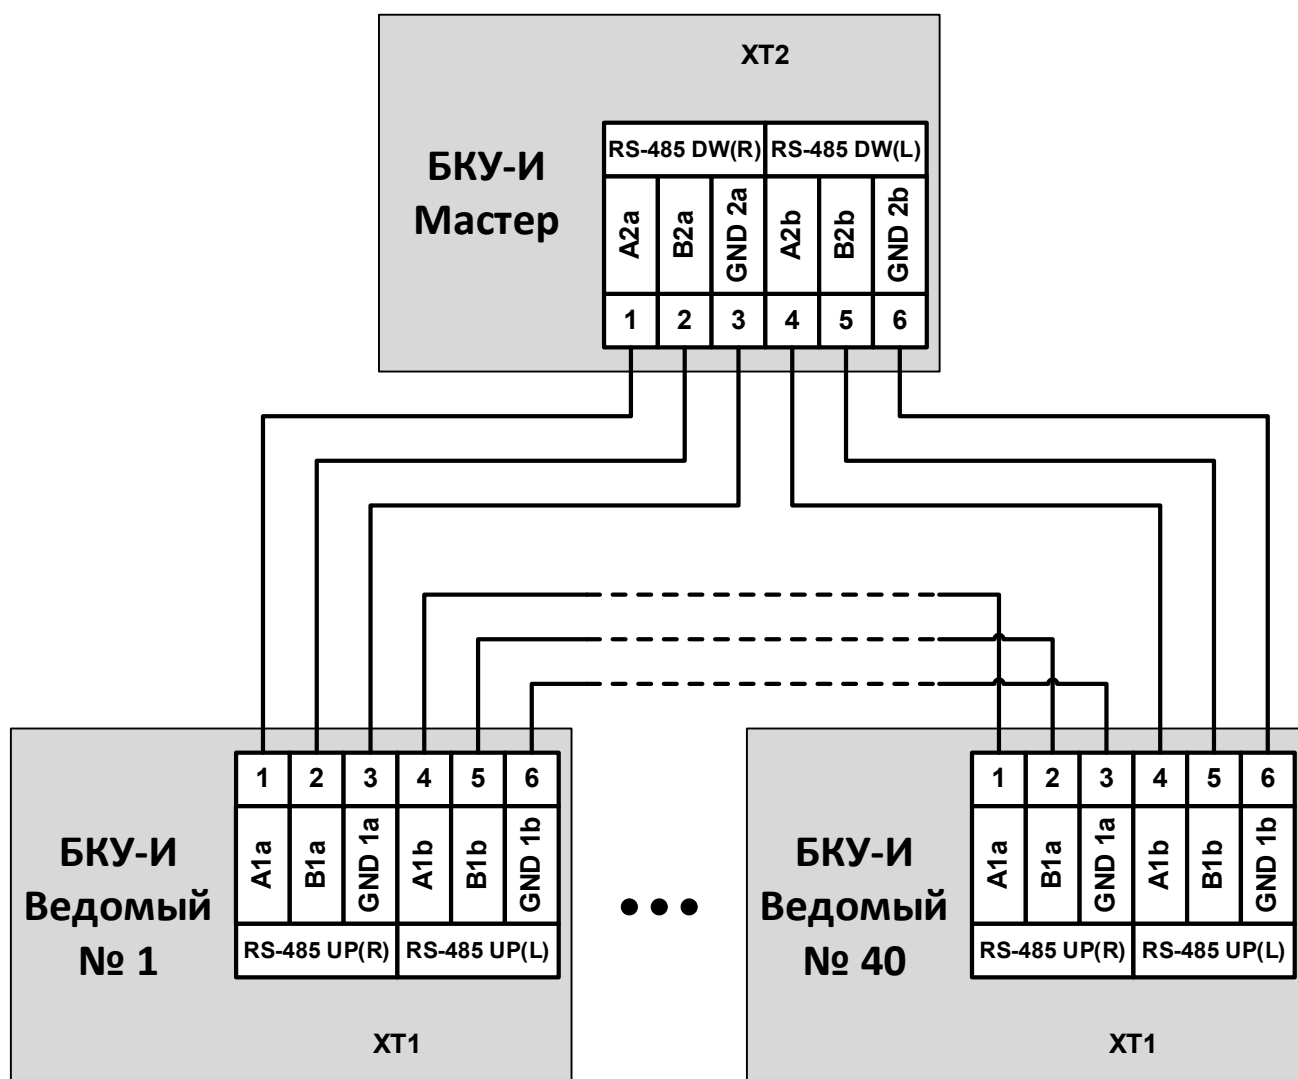 XT2
БКУ-И
Мастер
RS-485 DW(R) RS-485 DW(L)
A2a B2a GND 2a A2b B2b GND 2b
1 2 3 4 5 6
1 2 3 4 5 6
A1a B1a GND 1a A1b B1b GND 1b
RS-485 UP(R) RS-485 UP(L)
БКУ-И
Ведомый
№ 1
XT1
1 2 3 4 5 6
A1a B1a GND 1a A1b B1b GND 1b
RS-485 UP(R) RS-485 UP(L)
БКУ-И
Ведомый
№ 40
XT1